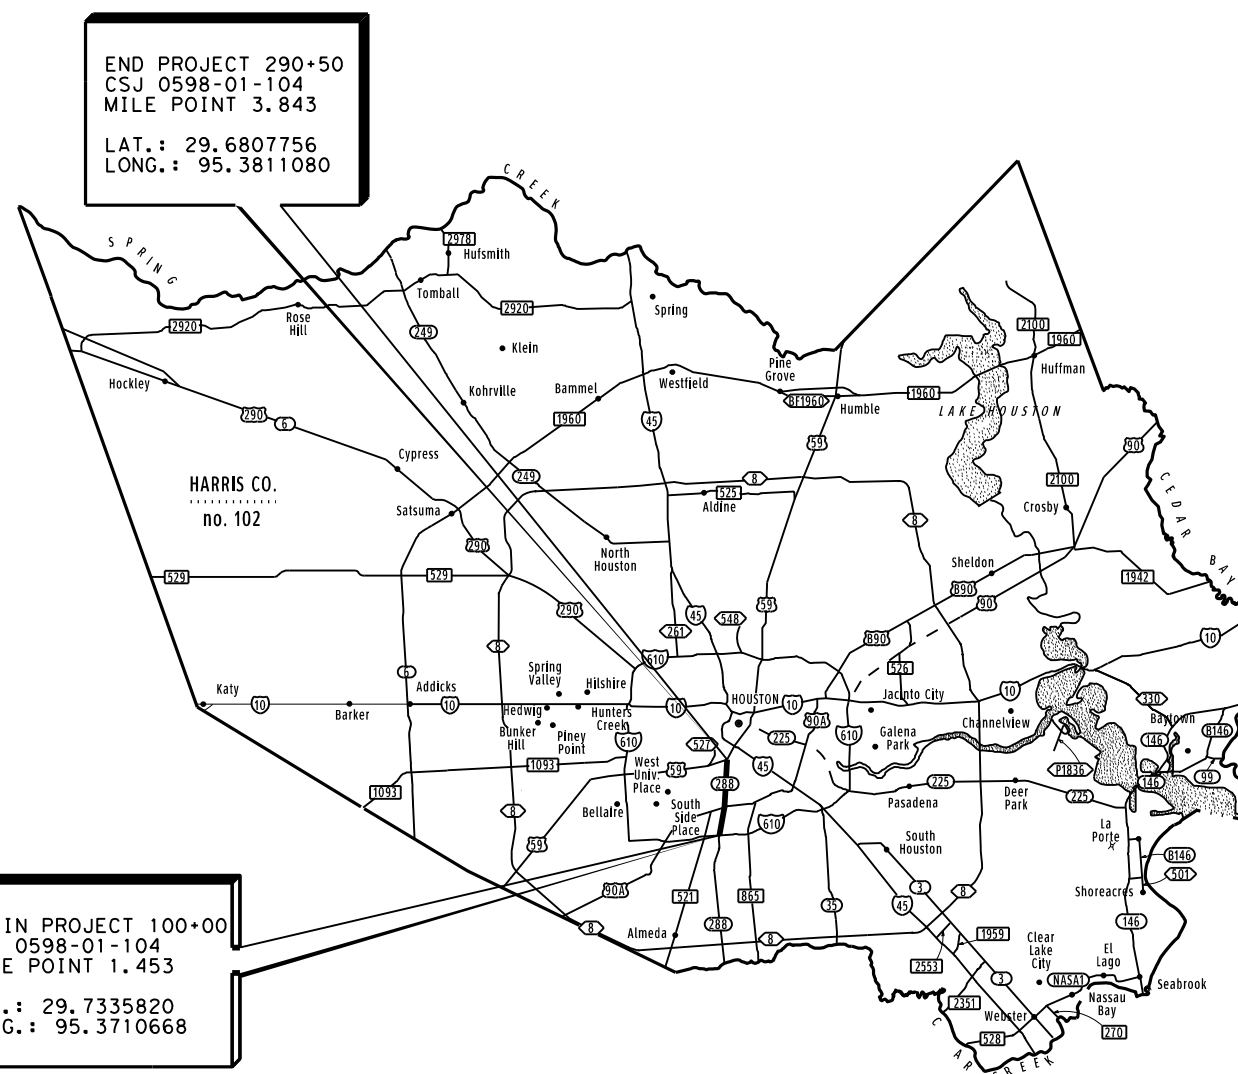 END PROJECT 290+50
CSJ 0598-01-104
MILE POINT 3.843
LAT.: 29.6807756
LONG.: 95.3811080
SPRING
CREEK
2978
Hufsmith
Tomball
Rose
Hill
2920
2920
249
Spring
Klein
Hockley
Kohrville
Bammel
Westfield
Pine
Grove
BF1960
Humble
1960
1960
2100
1960
Huffman
LAKE HOUSTON
290
6
45
59
90
Cypress
HARRIS CO.
no. 102
Satsuma
249
8
525
Aldine
2100
Crosby
CEDAR BAY
8
290
North
Houston
Sheldon
529
529
1942
B90
90
290
59
45
548
261
B90
10
8
610
526
6
Spring
Valley
Hilshire
Katy
10
Barker
Addicks
10
Hedwig
Hunters
Creek
Bunker
Hill
Piney
Point
10
HOUSTON
10
90A
Jacinto City
10
Channelview
330
Baytown
146
B146
610
527
225
610
Galena
Park
1093
West
Univ.
Place
59
45
P1836
146
99
1093
288
225
225
Pasadena
Deer
Park
8
Bellaire
South
Side
Place
610
59
South
Houston
La
Porte
B146
501
Shoreacres
90A
521
865
35
3
8
45
288
146
8
Almeda
8
1959
2553
Clear
Lake
City
El
Lago
3
NASA1
Seabrook
Nassau
Bay
2351
Webster
270
528
C
AR CREEK
IN PROJECT 100+00
0598-01-104
E POINT 1.453
.: 29.7335820
G.: 95.3710668